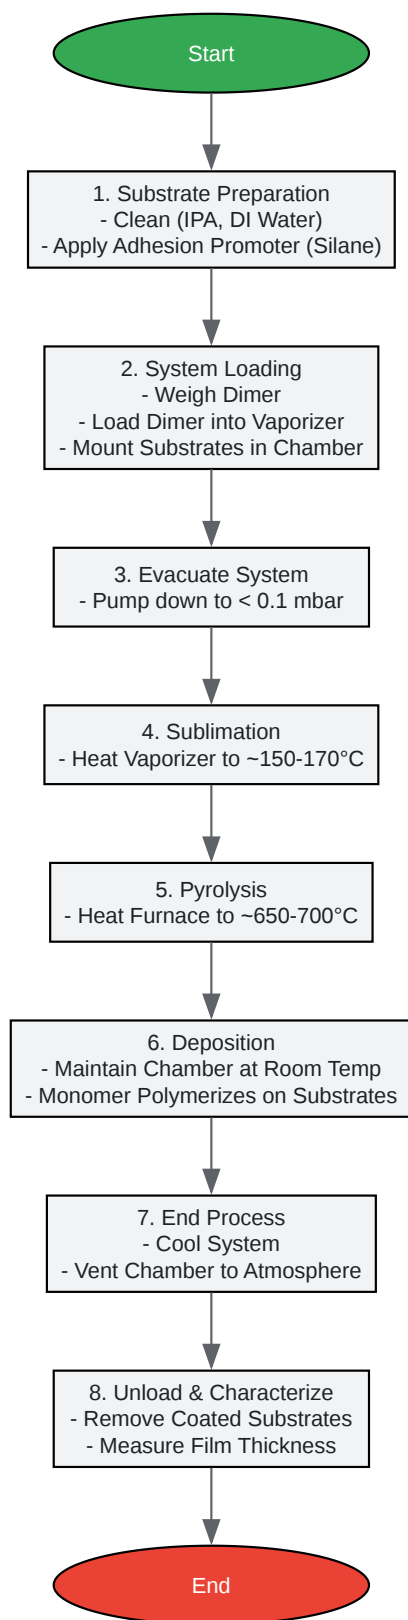 Start
1. Substrate Preparation
- Clean (IPA, DI Water)
- Apply Adhesion Promoter (Silane)
2. System Loading
- Weigh Dimer
- Load Dimer into Vaporizer
- Mount Substrates in Chamber
3. Evacuate System
- Pump down to < 0.1 mbar
4. Sublimation
- Heat Vaporizer to ~150-170°C
5. Pyrolysis
- Heat Furnace to ~650-700°C
6. Deposition
- Maintain Chamber at Room Temp
- Monomer Polymerizes on Substrates
7. End Process
- Cool System
- Vent Chamber to Atmosphere
8. Unload & Characterize
- Remove Coated Substrates
- Measure Film Thickness
End